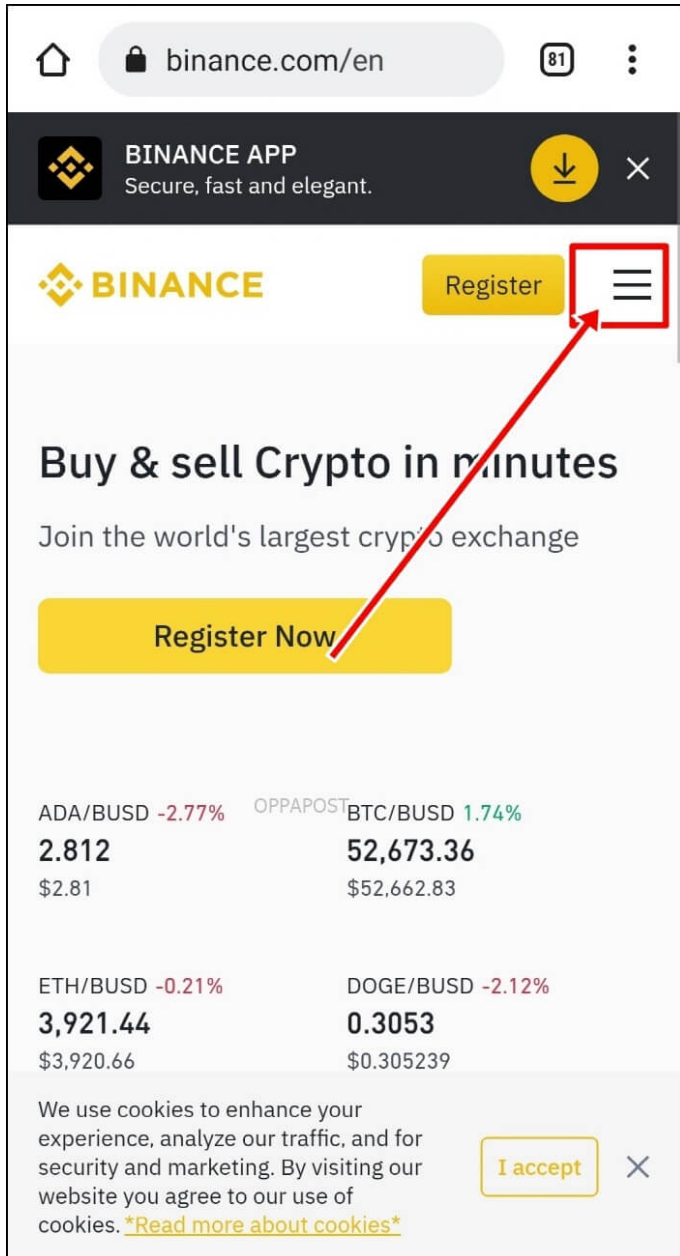 binance.com/en
81
BINANCE APP
Secure, fast and elegant.
BINANCE
Register
Buy & sell Crypto in minutes
Join the world's largest crypto exchange
Register Now
ADA/BUSD -2.77%
2.812
$2.81
OPPAPOST
BTC/BUSD 1.74%
52,673.36
$52,662.83
ETH/BUSD -0.21%
3,921.44
$3,920.66
DOGE/BUSD -2.12%
0.3053
$0.305239
We use cookies to enhance your
experience, analyze our traffic, and for
security and marketing. By visiting our
website you agree to our use of
cookies. *Read more about cookies*
I accept